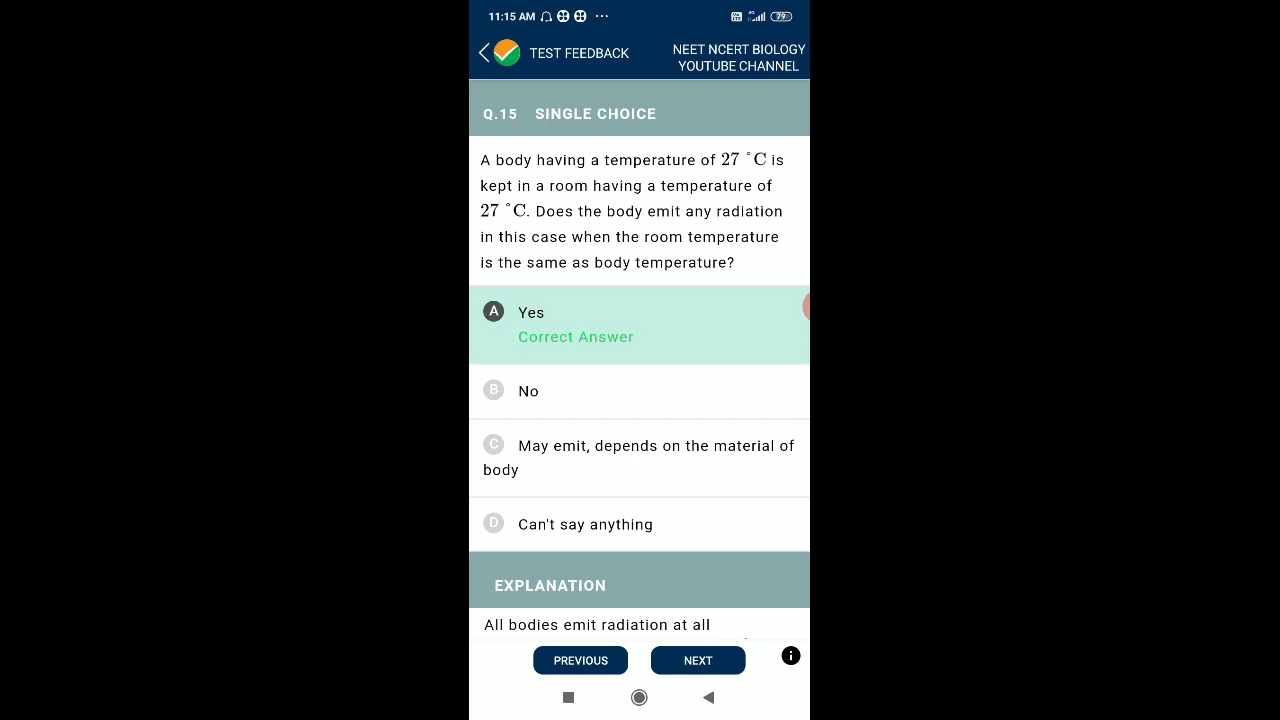 11:15 AM ...
79
TEST FEEDBACK
NEET NCERT BIOLOGY
YOUTUBE CHANNEL
Q.15 SINGLE CHOICE
A body having a temperature of 27 °C is
kept in a room having a temperature of
27 °C. Does the body emit any radiation
in this case when the room temperature
is the same as body temperature?
A Yes
Correct Answer
B No
C May emit, depends on the material of
body
D Can't say anything
EXPLANATION
All bodies emit radiation at all
PREVIOUS
NEXT